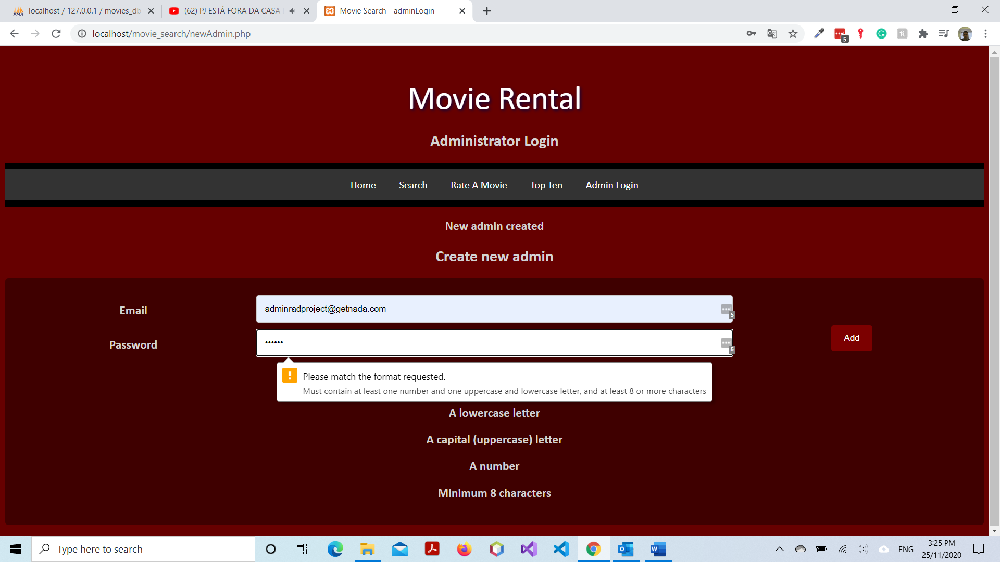 localhost / 127.0.0.1 / movies_db
(62) PJ ESTÁ FORA DA CASA
Movie Search - adminLogin
localhost/movie_search/newAdmin.php
5
Movie Rental
Administrator Login
Home Search Rate A Movie Top Ten Admin Login
New admin created
Create new admin
Email
adminradproject@getnada.com
5
Password
••••••
5
Add
Please match the format requested.
Must contain at least one number and one uppercase and lowercase letter, and at least 8 or more characters
A lowercase letter
A capital (uppercase) letter
A number
Minimum 8 characters
Type here to search
ENG
3:25 PM
25/11/2020